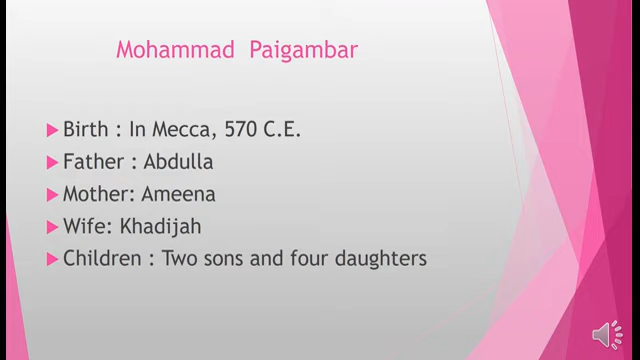 Mohammad Paigambar
Birth : In Mecca, 570 C.E.
Father : Abdulla
Mother: Ameena
Wife: Khadijah
Children : Two sons and four daughters